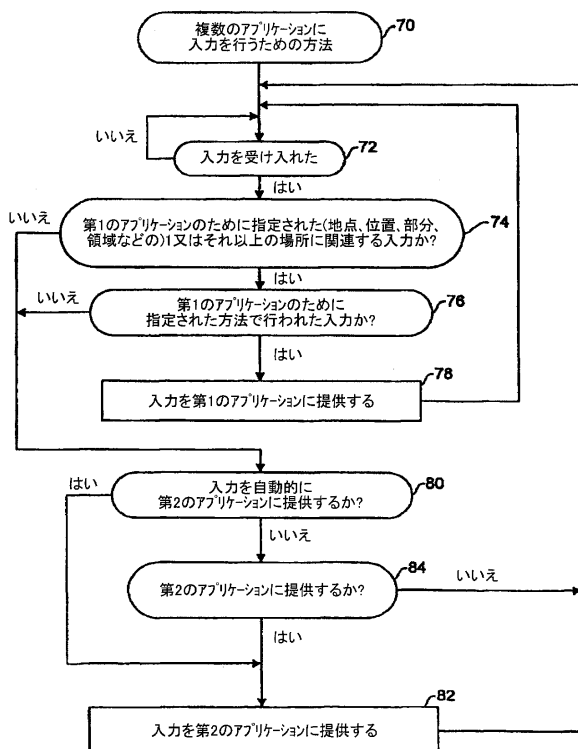 複数のアプリケーションに
入力を行うための方法
70
いいえ
入力を受け入れた
72
はい
いいえ
第1のアプリケーションのために指定された(地点、位置、部分、
領域などの)1又はそれ以上の場所に関連する入力か?
74
はい
いいえ
第1のアプリケーションのために
指定された方法で行われた入力か?
76
はい
78
入力を第1のアプリケーションに提供する
はい
入力を自動的に
第2のアプリケーションに提供するか?
80
いいえ
第2のアプリケーションに提供するか?
84
いいえ
はい
82
入力を第2のアプリケーションに提供する